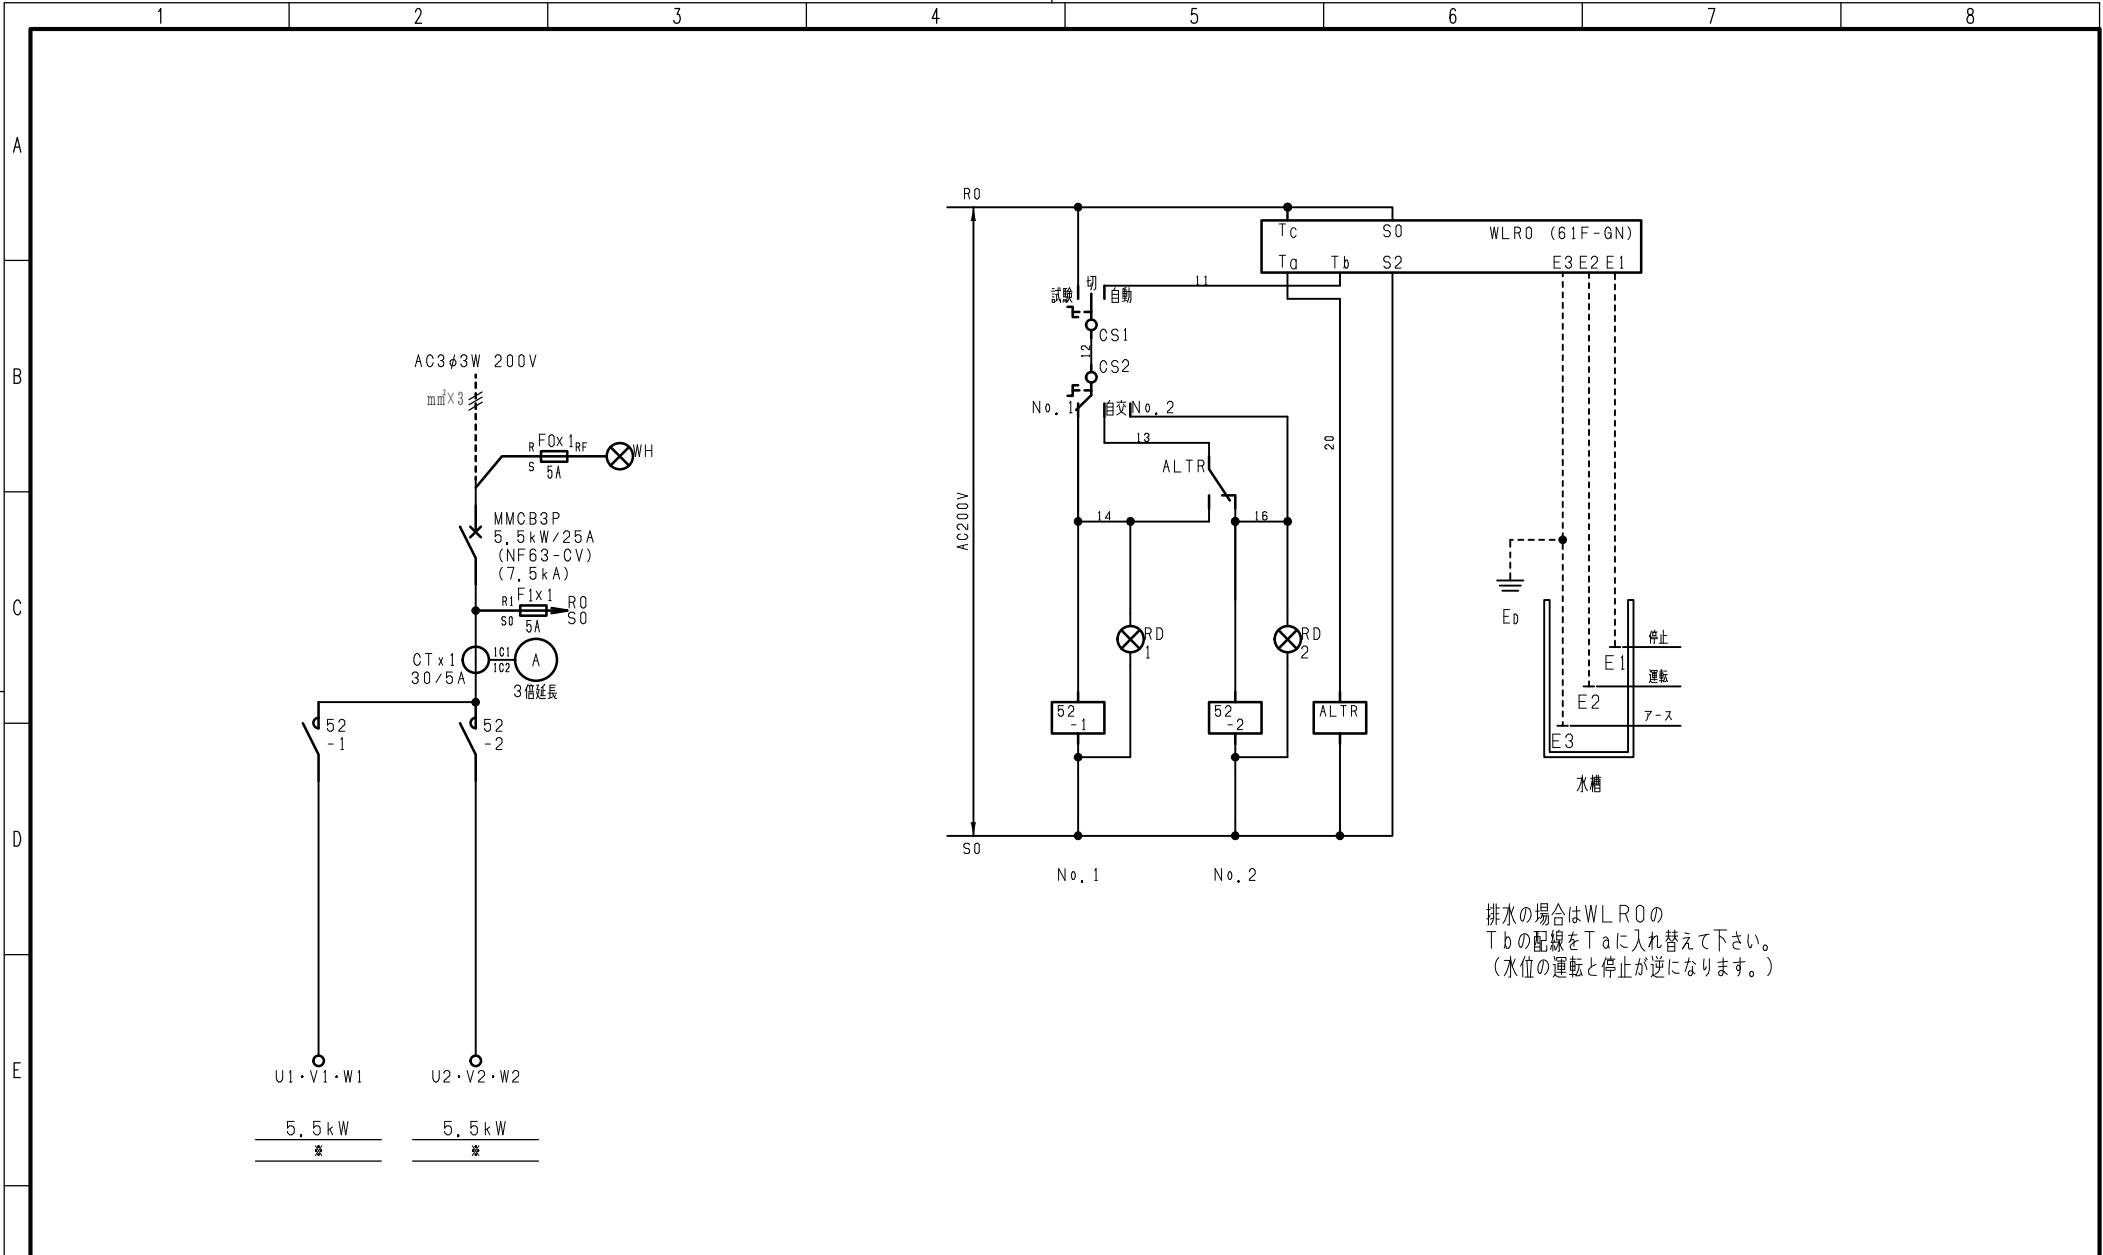 1 2 3 4 5 6 7 8
A
B
C
D
E
AC3φ3W 200V
mm²×3
R F0x1 RF
S 5A
WH
MMCB3P
5.5kW/25A
(NF63-CV)
(7.5kA)
R1 F1x1 R0
S0 5A S0
CTx1
30/5A
1C1
1C2
A
3倍延長
52
-1
52
-2
U1・V1・W1
U2・V2・W2
5.5kW
※
5.5kW
※
R0
AC200V
S0
Tc S0 WLR0 (61F-GN)
Ta Tb S2 E3 E2 E1
試験 切 自動
11
CS1
12
CS2
No.1 自交 No.2
13
20
ALTR
14
16
RD
1
RD
2
52
-1
52
-2
ALTR
No.1
No.2
ED
停止
E1
運転
E2
アース
E3
水槽
排水の場合はWLR0の
Tbの配線をTaに入れ替えて下さい。
(水位の運転と停止が逆になります。)